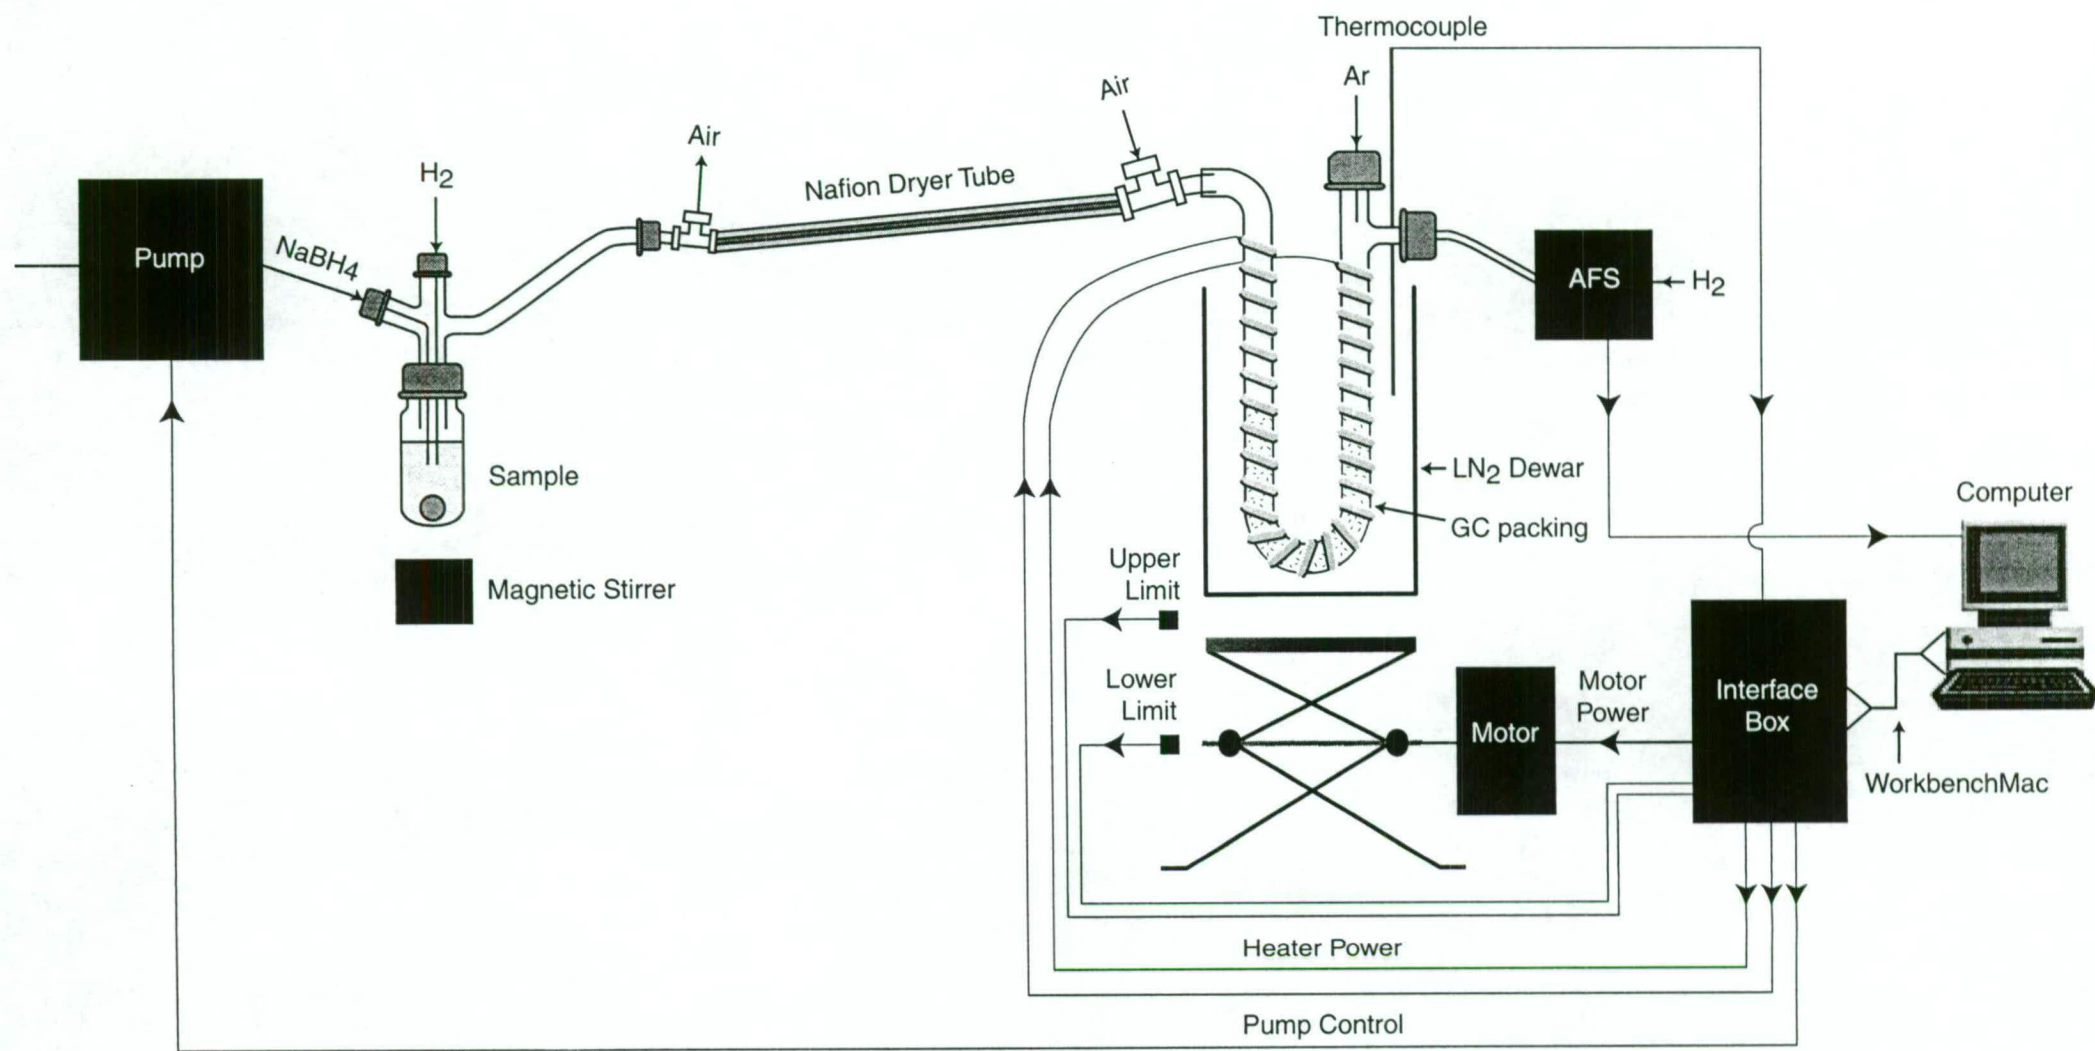 Thermocouple
Ar
Air
Air
H2
Nafion Dryer Tube
Pump
NaBH4
AFS
H2
Sample
LN2 Dewar
GC packing
Computer
Upper
Limit
Magnetic Stirrer
Lower
Limit
Motor
Motor
Power
Interface
Box
WorkbenchMac
Heater Power
Pump Control